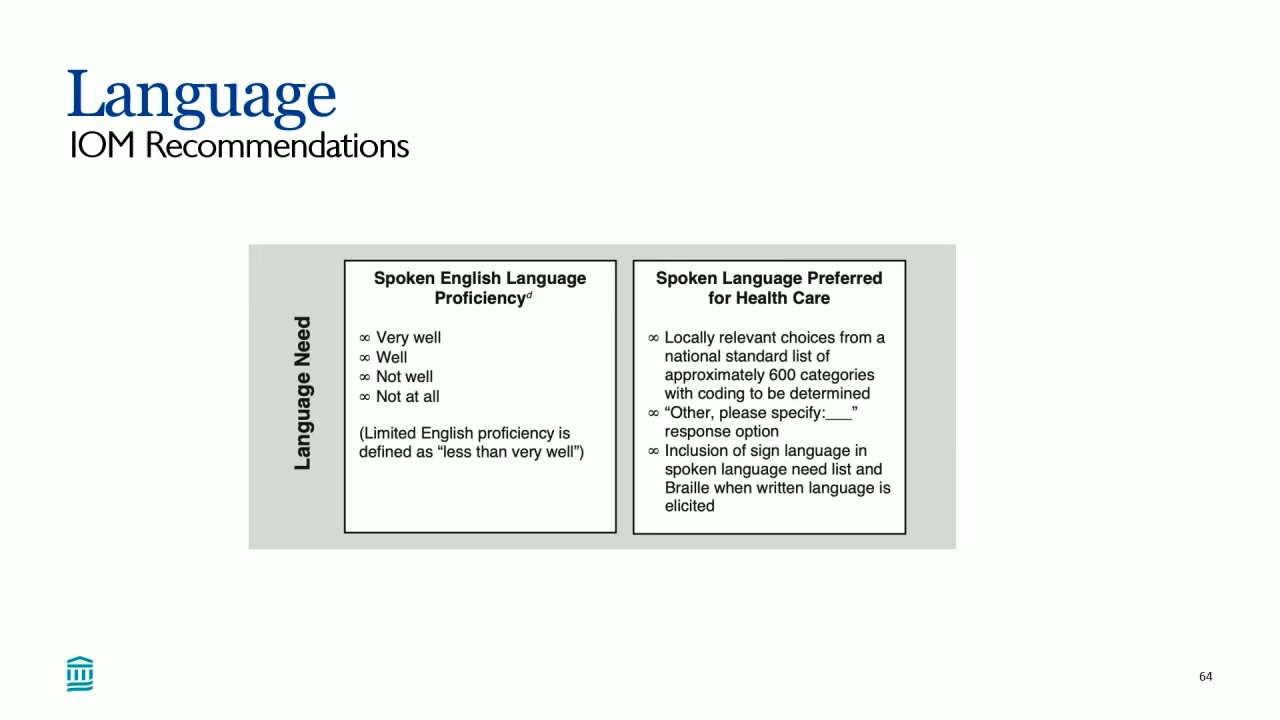 Language
IOM Recommendations
Language Need
Spoken English Language
Proficiencyᵈ
∞ Very well
∞ Well
∞ Not well
∞ Not at all
(Limited English proficiency is
defined as “less than very well”)
Spoken Language Preferred
for Health Care
∞ Locally relevant choices from a
national standard list of
approximately 600 categories
with coding to be determined
∞ “Other, please specify:___”
response option
∞ Inclusion of sign language in
spoken language need list and
Braille when written language is
elicited
64